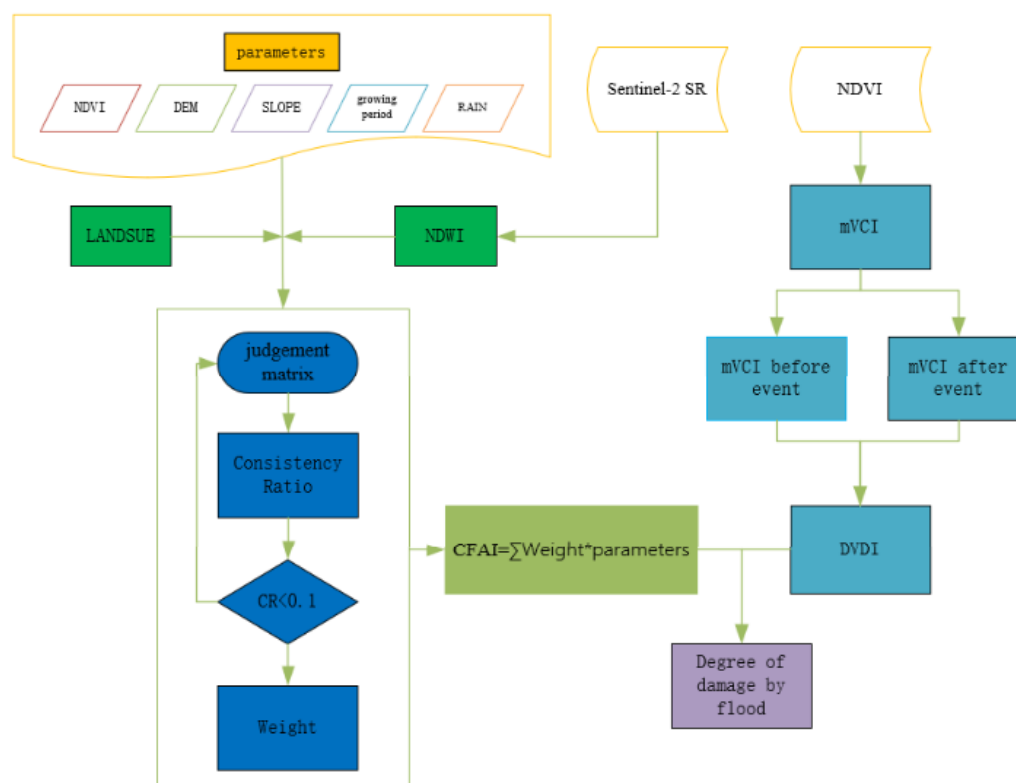 parameters
NDVI
DEM
SLOPE
growing
period
RAIN
Sentinel-2 SR
NDVI
LANDSUE
NDWI
mVCI
judgement
matrix
mVCI before
event
mVCI after
event
Consistency
Ratio
CFAI=∑Weight*parameters
DVDI
CR<0.1
Weight
Degree of
damage by
flood